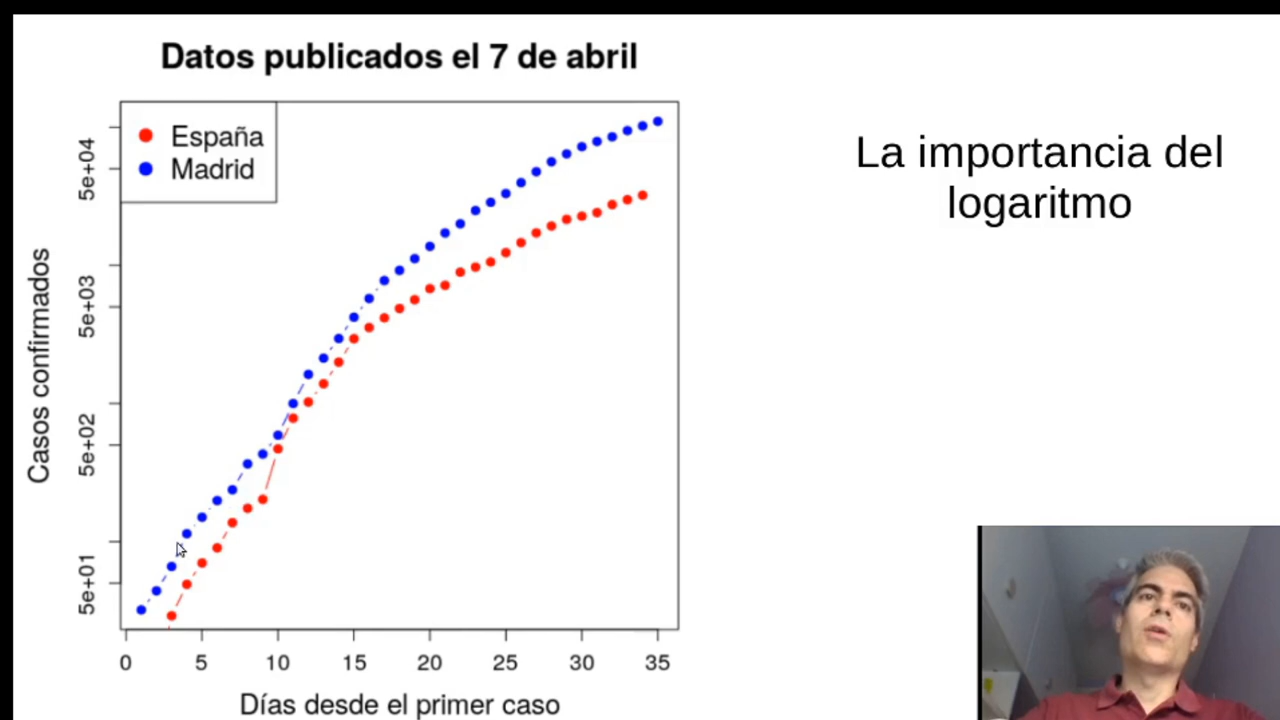 Datos publicados el 7 de abril
España
Madrid
La importancia del
logaritmo
Casos confirmados
5e+04
5e+03
5e+02
5e+01
0 5 10 15 20 25 30 35
Días desde el primer caso